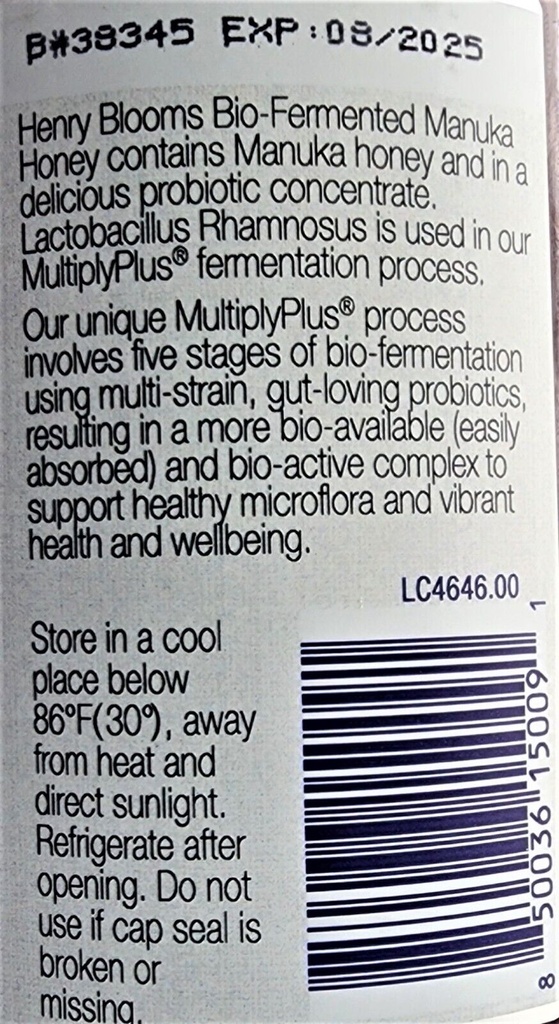 B#38345 EXP:08/2025
Henry Blooms Bio-Fermented Manuka
Honey contains Manuka honey and in a
delicious probiotic concentrate.
Lactobacillus Rhamnosus is used in our
MultiplyPlus® fermentation process.
Our unique MultiplyPlus® process
involves five stages of bio-fermentation
using multi-strain, gut-loving probiotics,
resulting in a more bio-available (easily
absorbed) and bio-active complex to
support healthy microflora and vibrant
health and wellbeing.
LC4646.00
Store in a cool
place below
86°F(30°), away
from heat and
direct sunlight.
Refrigerate after
opening. Do not
use if cap seal is
broken or
missing.
8 50036 15009 1